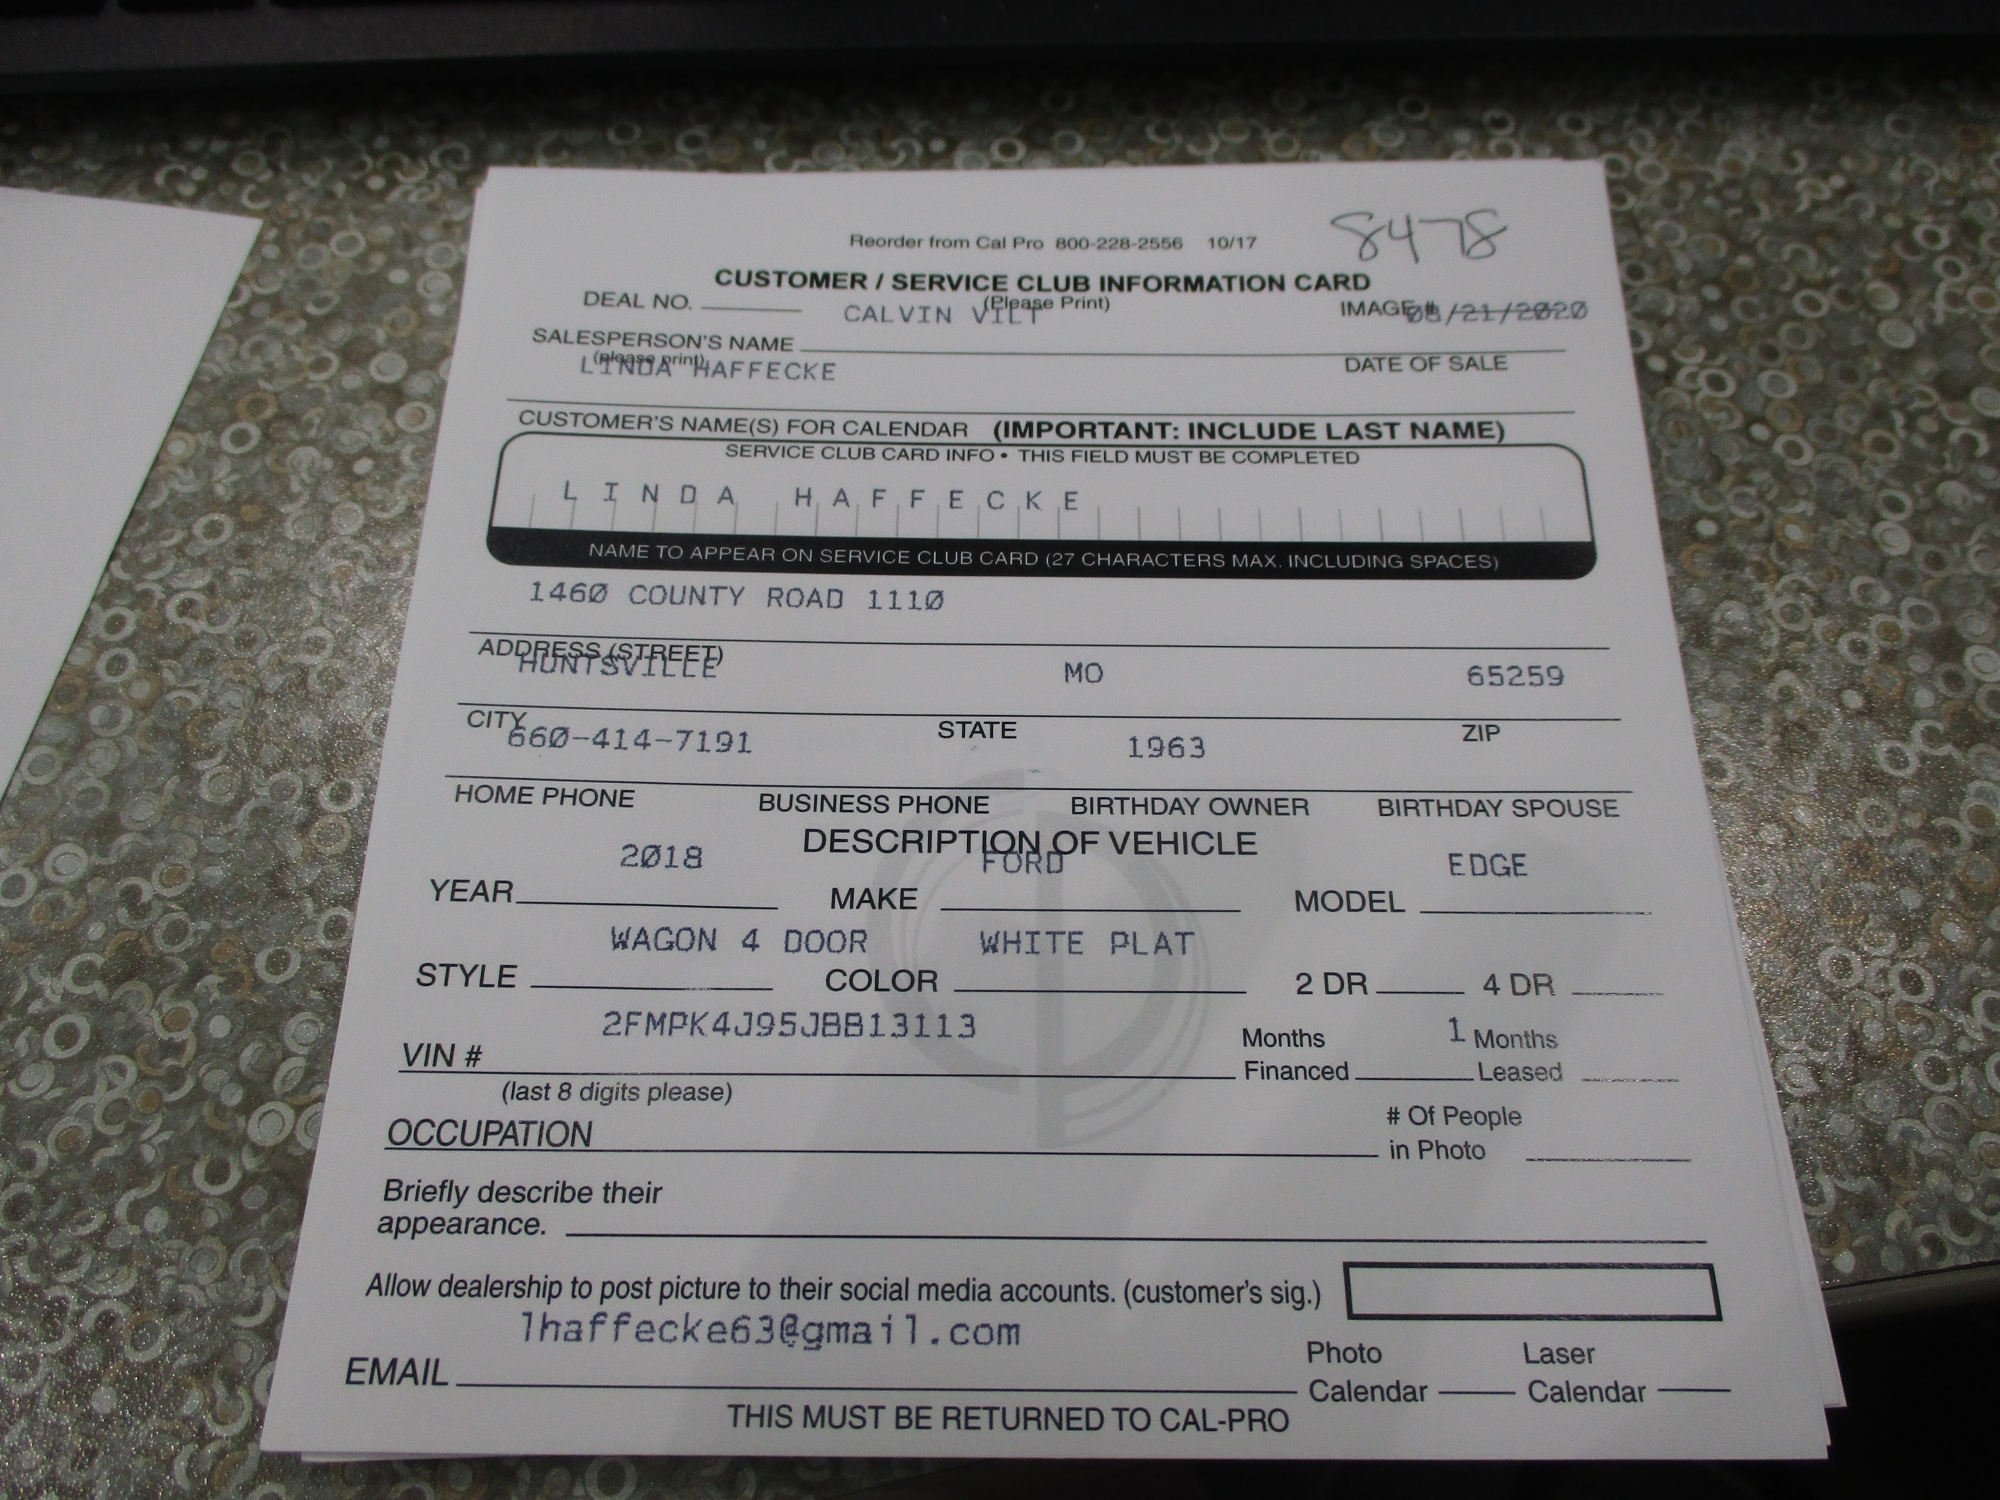 8478
Reorder from Cal Pro 800-228-2556 10/17
CUSTOMER / SERVICE CLUB INFORMATION CARD
(Please Print)
DEAL NO. CALVIN VILT IMAGE # 08/21/2020
SALESPERSON'S NAME
(please print) DATE OF SALE
LINDA HAFFECKE
CUSTOMER'S NAME(S) FOR CALENDAR (IMPORTANT: INCLUDE LAST NAME)
SERVICE CLUB CARD INFO • THIS FIELD MUST BE COMPLETED
LINDA HAFFECKE
NAME TO APPEAR ON SERVICE CLUB CARD (27 CHARACTERS MAX. INCLUDING SPACES)
1460 COUNTY ROAD 1110
ADDRESS (STREET)
HUNTSVILLE MO 65259
CITY STATE ZIP
660-414-7191 1963
HOME PHONE BUSINESS PHONE BIRTHDAY OWNER BIRTHDAY SPOUSE
DESCRIPTION OF VEHICLE
2018 FORD EDGE
YEAR MAKE MODEL
WAGON 4 DOOR WHITE PLAT
STYLE COLOR 2 DR 4 DR
2FMPK4J95JBB13113 1
VIN # Months Financed Months Leased
(last 8 digits please)
OCCUPATION # Of People in Photo
Briefly describe their
appearance.
Allow dealership to post picture to their social media accounts. (customer's sig.)
lhaffecke63@gmail.com
EMAIL Photo Calendar Laser Calendar
THIS MUST BE RETURNED TO CAL-PRO